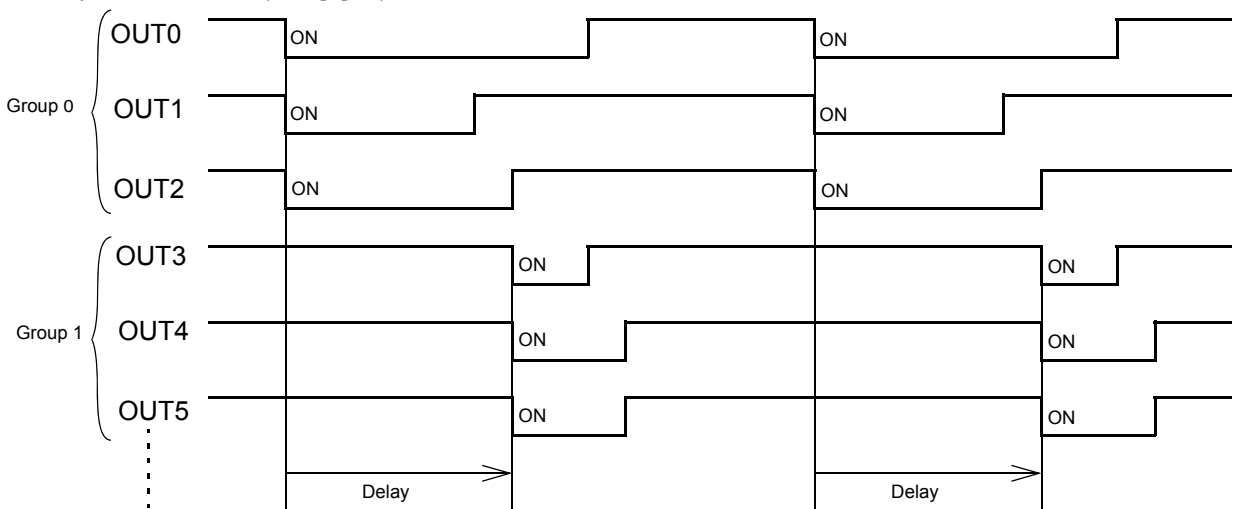 OUT0 ON ON
Group 0 OUT1 ON ON
OUT2 ON ON
OUT3 ON ON
Group 1 OUT4 ON ON
OUT5 ON ON
Delay Delay